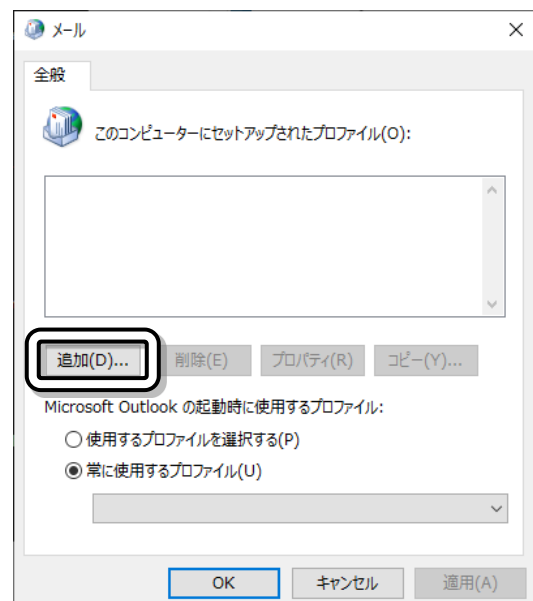 メール
全般
このコンピューターにセットアップされたプロファイル(O):
追加(D)... 削除(E) プロパティ(R) コピー(Y)...
Microsoft Outlook の起動時に使用するプロファイル:
使用するプロファイルを選択する(P)
常に使用するプロファイル(U)
OK キャンセル 適用(A)